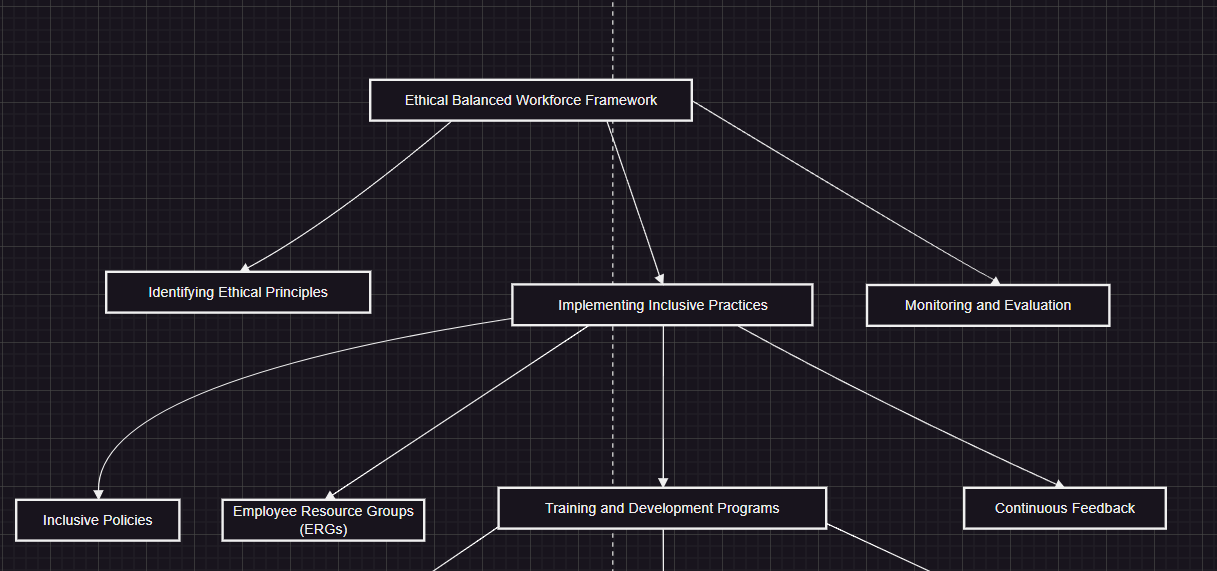 Ethical Balanced Workforce Framework
Identifying Ethical Principles
Implementing Inclusive Practices
Monitoring and Evaluation
Inclusive Policies
Employee Resource Groups
(ERGs)
Training and Development Programs
Continuous Feedback